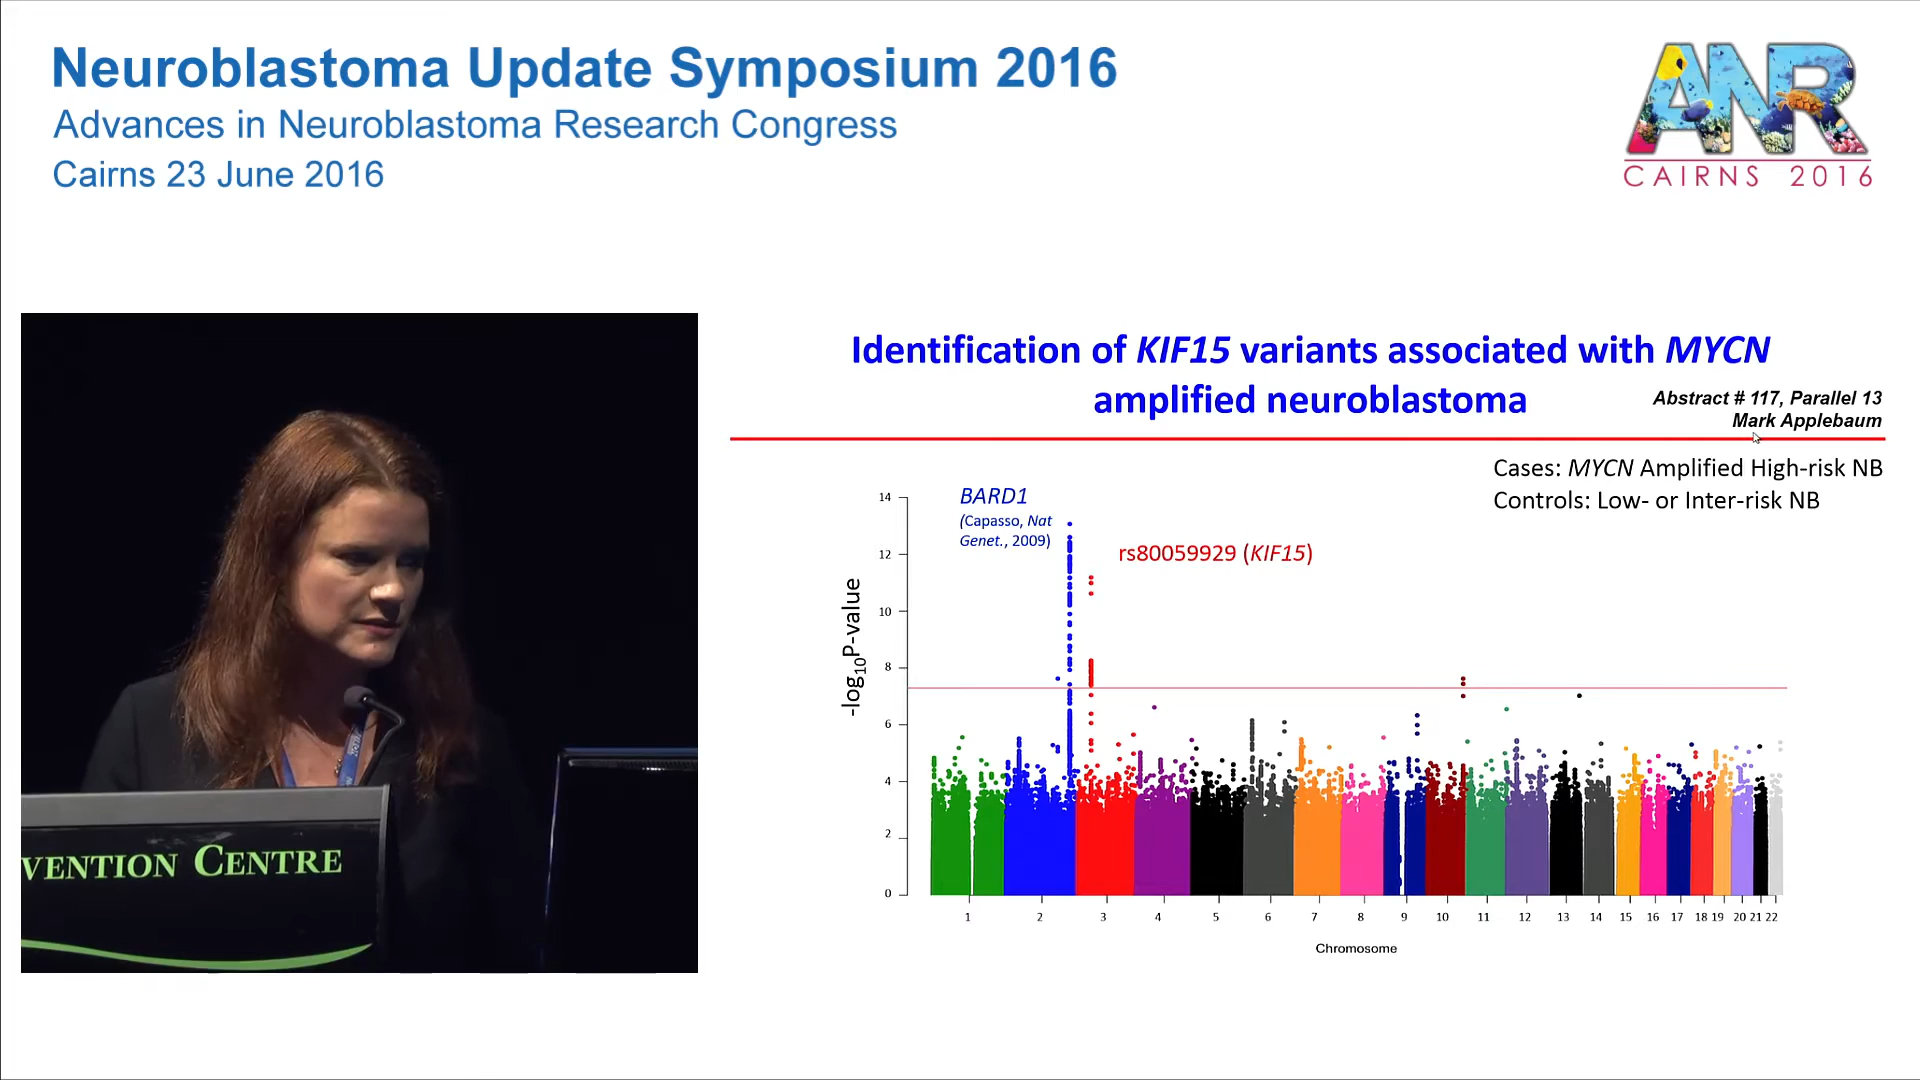 Neuroblastoma Update Symposium 2016
Advances in Neuroblastoma Research Congress
Cairns 23 June 2016
ANR
CAIRNS 2016
Identification of KIF15 variants associated with MYCN
amplified neuroblastoma
Abstract # 117, Parallel 13
Mark Applebaum
Cases: MYCN Amplified High-risk NB
Controls: Low- or Inter-risk NB
BARD1
(Capasso, Nat
Genet., 2009)
rs80059929 (KIF15)
-log10P-value
14
12
10
8
6
4
2
0
1 2 3 4 5 6 7 8 9 10 11 12 13 14 15 16 17 18 19 20 21 22
Chromosome
VENTION CENTRE